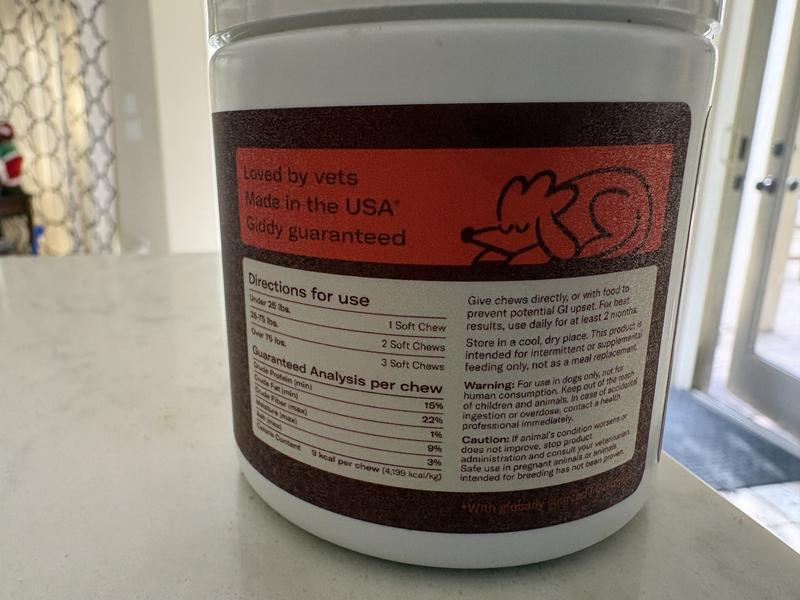 Loved by vets
Made in the USA*
Giddy guaranteed
Directions for use
Under 25 lbs. 1 Soft Chew
25-75 lbs. 2 Soft Chews
Over 75 lbs. 3 Soft Chews
Guaranteed Analysis per chew
Crude Protein (min) 15%
Crude Fat (min) 22%
Crude Fiber (max) 1%
Moisture (max) 9%
Ash (max) 3%
Calorie Content 9 kcal per chew (4,199 kcal/kg)
Give chews directly, or with food to
prevent potential GI upset. For best
results, use daily for at least 2 months.
Store in a cool, dry place. This product is
intended for intermittent or supplemental
feeding only, not as a meal replacement.
Warning: For use in dogs only, not for
human consumption. Keep out of the reach
of children and animals. In case of accidental
ingestion or overdose, contact a health
professional immediately.
Caution: If animal's condition worsens or
does not improve, stop product
administration and consult your veterinarian.
Safe use in pregnant animals or animals
intended for breeding has not been proven.
*With globally sourced